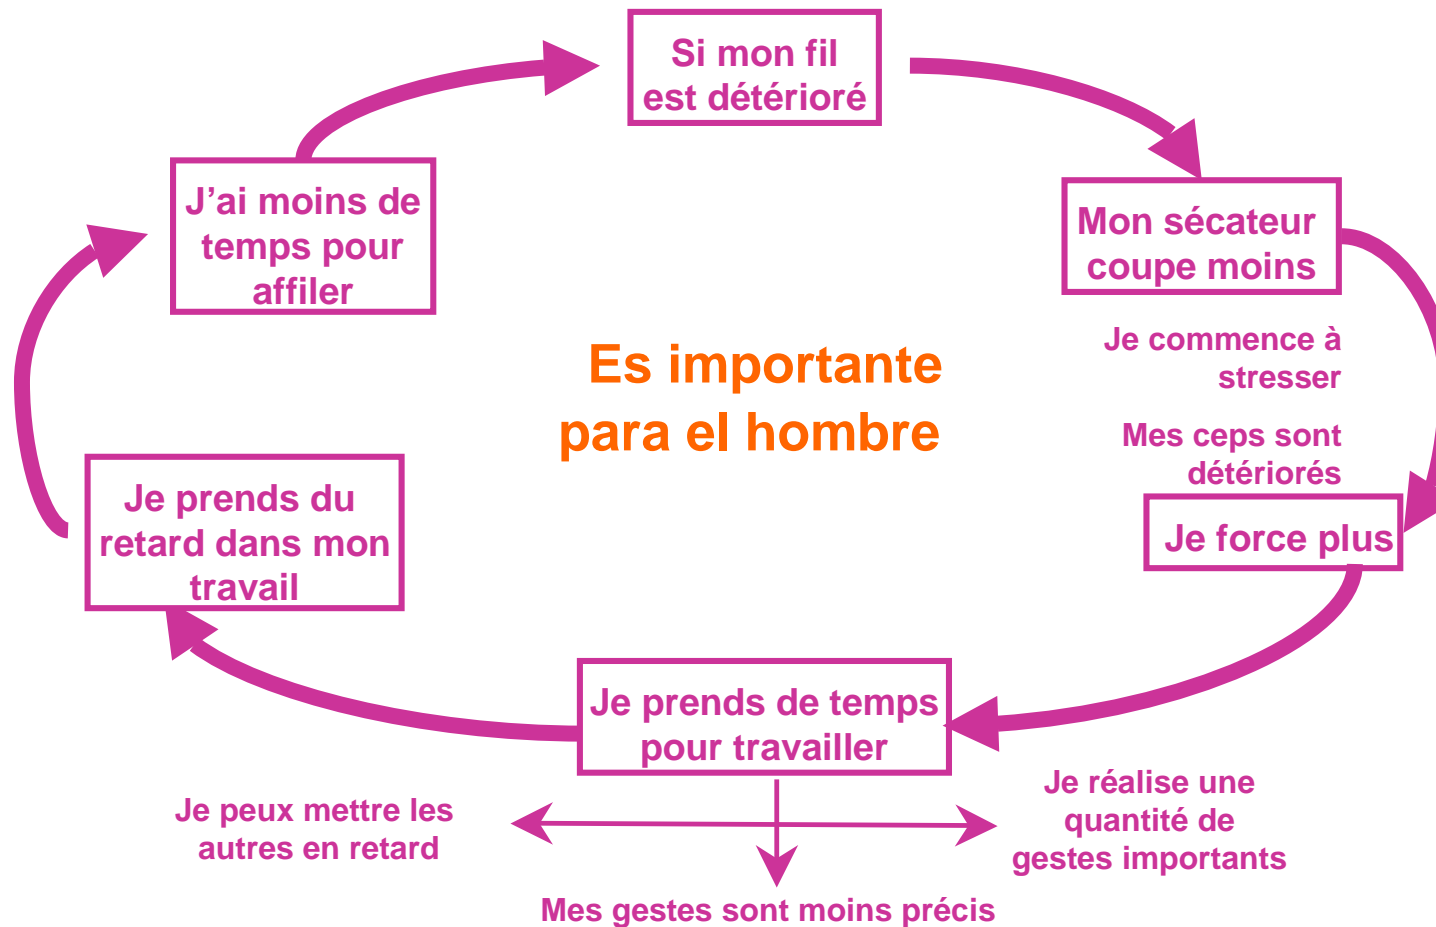 Si mon fil
est détérioré
Mon sécateur
coupe moins
Je commence à
stresser
Mes ceps sont
détériorés
Je force plus
Je prends de temps
pour travailler
Je réalise une
quantité de
gestes importants
Mes gestes sont moins précis
Je peux mettre les
autres en retard
Je prends du
retard dans mon
travail
J’ai moins de
temps pour
affiler
Es importante
para el hombre